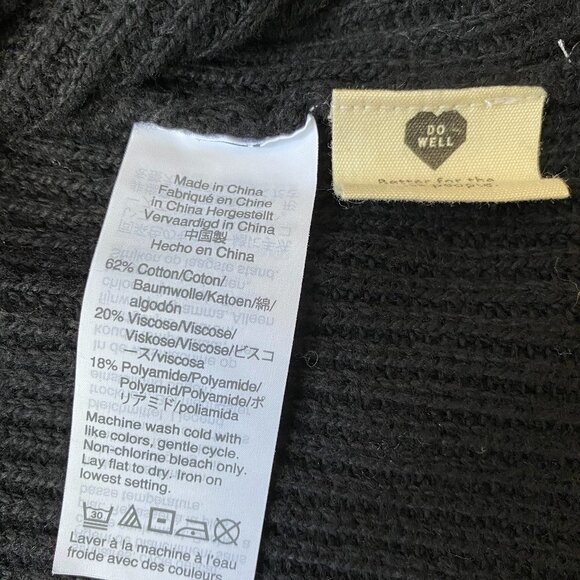 DO
WELL
Better for the
people.
Made in China
Fabriqué en Chine
in China Hergestellt
Vervaardigd in China
中国製
Hecho en China
62% Cotton/Coton/
Baumwolle/Katoen/綿/
algodón
20% Viscose/Viscose/
Viskose/Viscose/ビスコ
ース/viscosa
18% Polyamide/Polyamide/
Polyamid/Polyamide/ポ
リアミド/poliamida
Machine wash cold with
like colors, gentle cycle.
Non-chlorine bleach only.
Lay flat to dry. Iron on
lowest setting.
30
Laver à la machine à l'eau
froide avec des couleurs